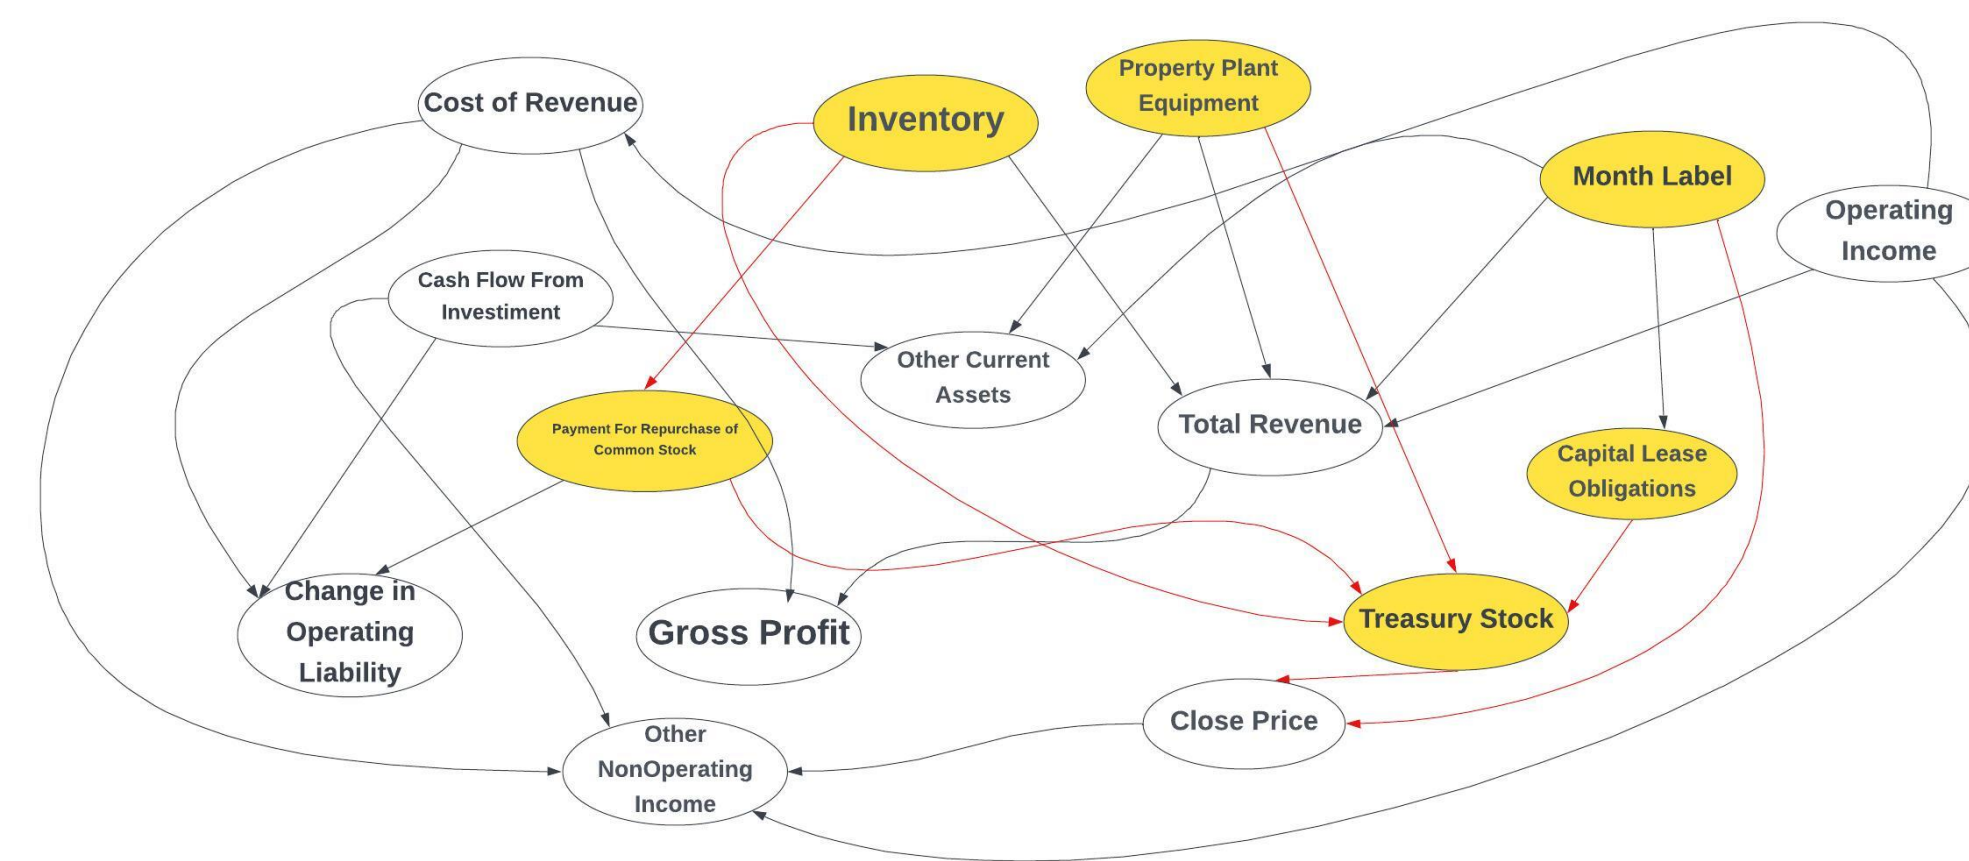 Cost of Revenue
Inventory
Property Plant
Equipment
Month Label
Operating
Income
Cash Flow From
Investiment
Other Current
Assets
Total Revenue
Payment For Repurchase of
Common Stock
Capital Lease
Obligations
Change in
Operating
Liability
Gross Profit
Treasury Stock
Close Price
Other
NonOperating
Income